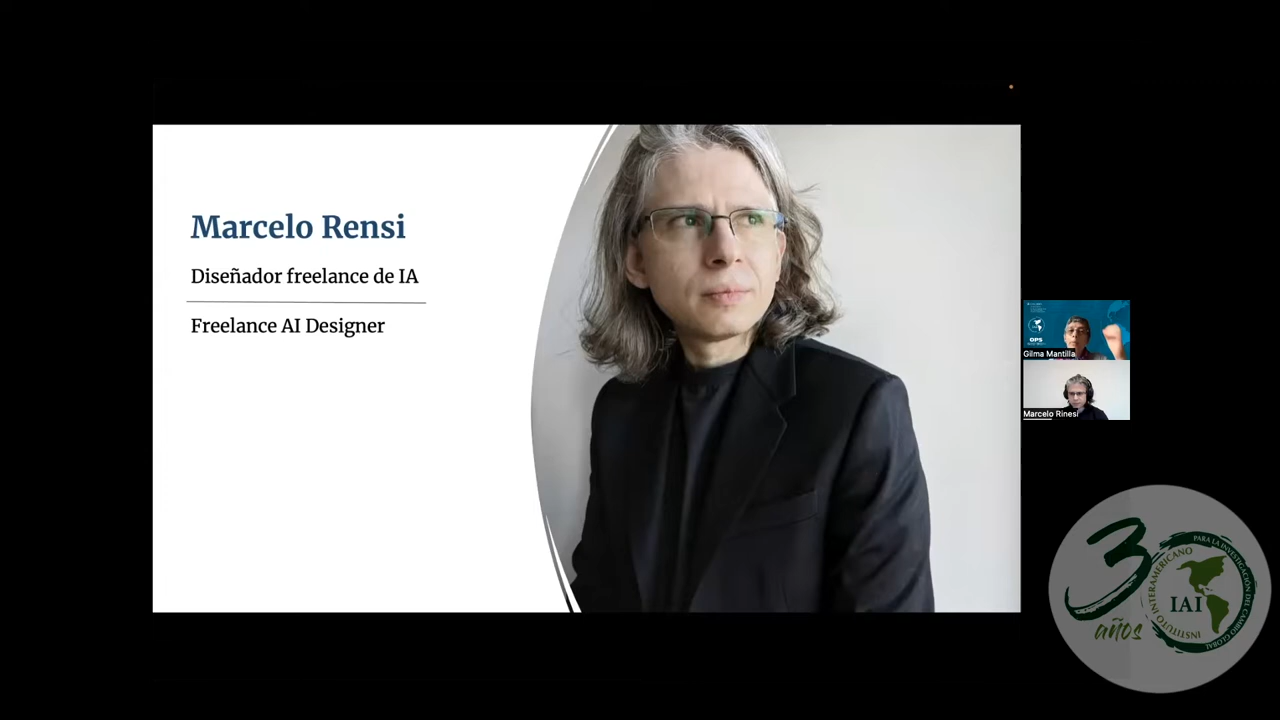 Marcelo Rensi
Diseñador freelance de IA
Freelance AI Designer
OPS
Gilma Mantilla
Marcelo Rinesi
30
años
INSTITUTO INTERAMERICANO PARA LA INVESTIGACIÓN DEL CAMBIO GLOBAL
IAI